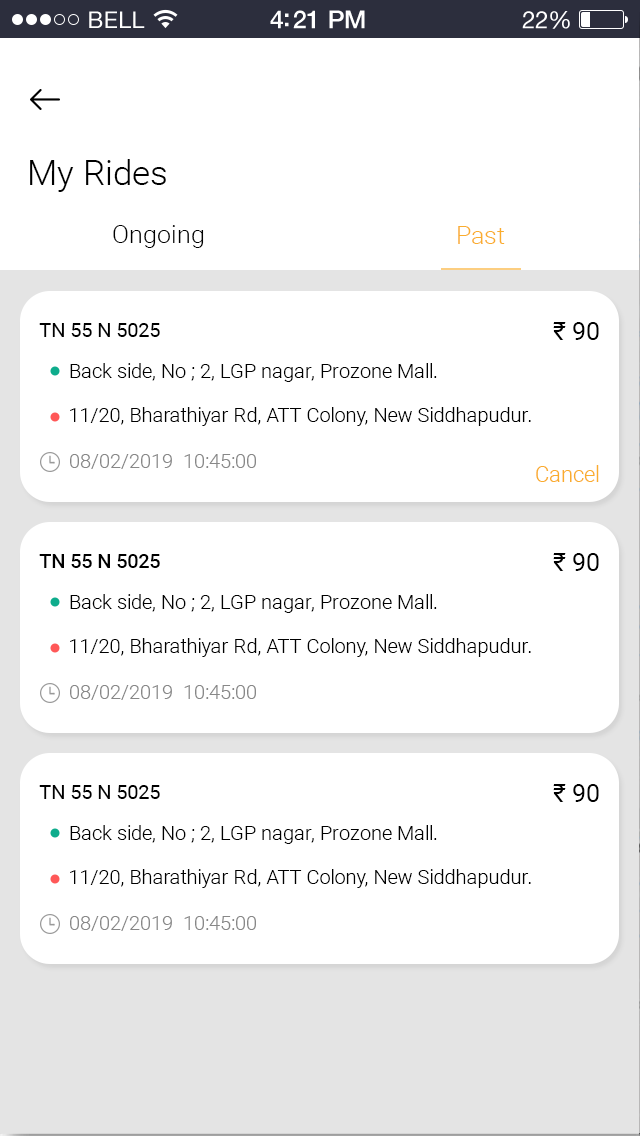 BELL 4:21 PM 22%
My Rides
Ongoing Past
TN 55 N 5025 ₹ 90
Back side, No ; 2, LGP nagar, Prozone Mall.
11/20, Bharathiyar Rd, ATT Colony, New Siddhapudur.
08/02/2019 10:45:00
Cancel
TN 55 N 5025 ₹ 90
Back side, No ; 2, LGP nagar, Prozone Mall.
11/20, Bharathiyar Rd, ATT Colony, New Siddhapudur.
08/02/2019 10:45:00
TN 55 N 5025 ₹ 90
Back side, No ; 2, LGP nagar, Prozone Mall.
11/20, Bharathiyar Rd, ATT Colony, New Siddhapudur.
08/02/2019 10:45:00